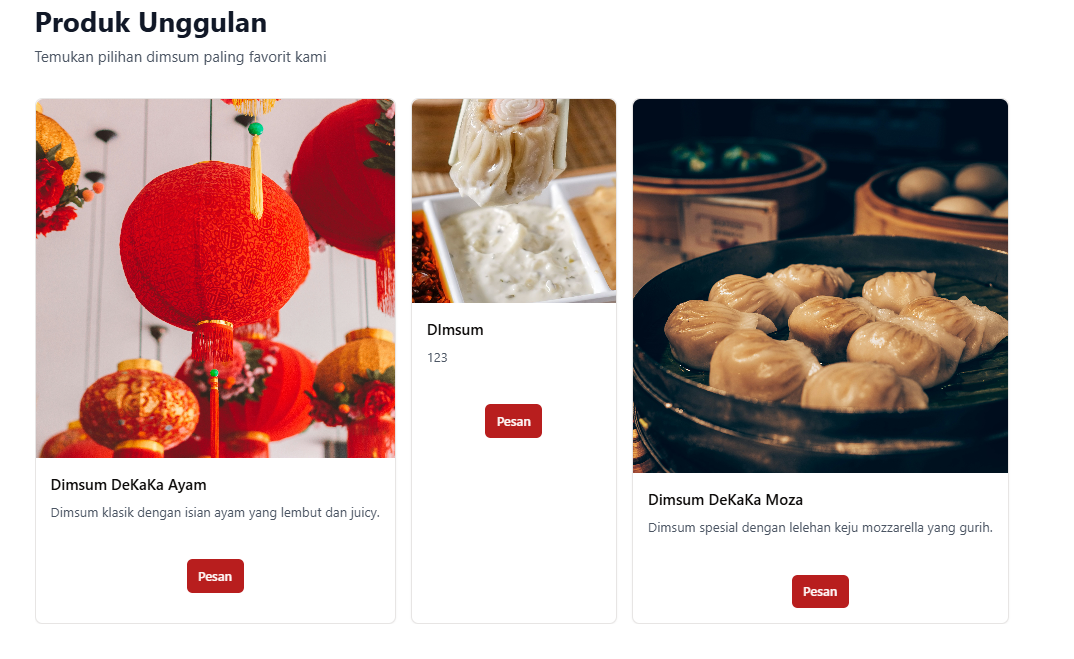 Produk Unggulan
Temukan pilihan dimsum paling favorit kami
Dimsum DeKaKa Ayam
Dimsum klasik dengan isian ayam yang lembut dan juicy.
Pesan
DImsum
123
Pesan
Dimsum DeKaKa Moza
Dimsum spesial dengan lelehan keju mozzarella yang gurih.
Pesan